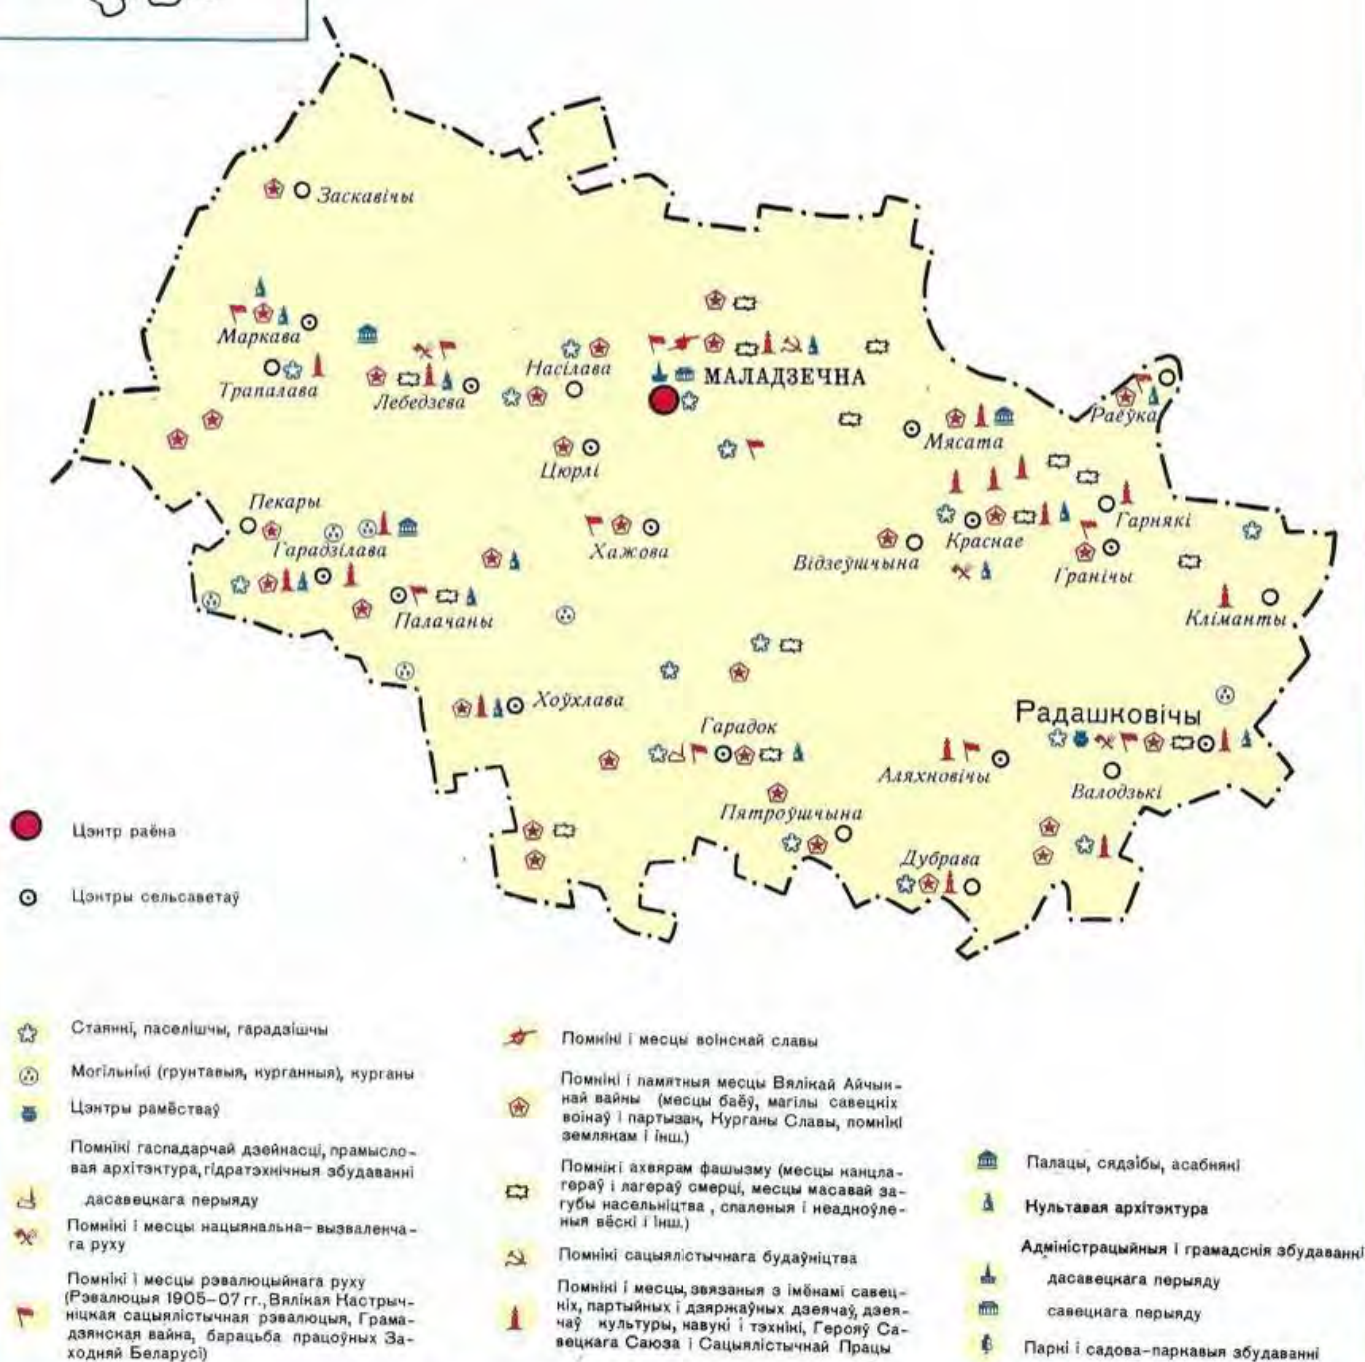 Заскавічы
Маркава
Трапалава
Лебедзева
Насілава
МАЛАДЗЕЧНА
Раёўка
Мясата
Цюрлі
Пекары
Гарадзілава
Хажова
Відзеўшчына
Краснае
Гарнякі
Гранічы
Палачаны
Кліманты
Хоўхлава
Гарадок
Радашковічы
Аляхновічы
Валодзькі
Пятроўшчына
Дубрава
Цэнтр раёна
Цэнтры сельсаветаў
Стаянкі, паселішчы, гарадзішчы
Могільнікі (грунтавыя, курганныя), курганы
Цэнтры рамёстваў
Помнікі гаспадарчай дзейнасці, прамысло-
вая архітэктура, гідратэхнічныя збудаванні
дасавецкага перыяду
Помнікі і месцы нацыянальна-вызваленча-
га руху
Помнікі і месцы рэвалюцыйнага руху
(Рэвалюцыя 1905–07 гг., Вялікая Кастрыч-
ніцкая сацыялістычная рэвалюцыя, Грама-
дзянская вайна, барацьба працоўных За-
ходняй Беларусі)
Помнікі і месцы воінскай славы
Помнікі і памятныя месцы Вялікай Айчын-
най вайны (месцы баёў, магілы савецкіх
воінаў і партызан, Курганы Славы, помнікі
землякам і інш.)
Помнікі ахвярам фашызму (месцы канцла-
гераў і лагераў смерці, месцы масавай за-
губы насельніцтва, спаленыя і неадноўле-
ныя вёскі і інш.)
Помнікі сацыялістычнага будаўніцтва
Помнікі і месцы, звязаныя з імёнамі савец-
кіх, партыйных і дзяржаўных дзеячаў, дзея-
чаў культуры, навукі і тэхнікі, Герояў Са-
вецкага Саюза і Сацыялістычнай Працы
Палацы, сядзібы, асабнякі
Культавая архітэктура
Адміністрацыйныя і грамадскія збудаванні
дасавецкага перыяду
савецкага перыяду
Паркі і садова-паркавыя збудаванні